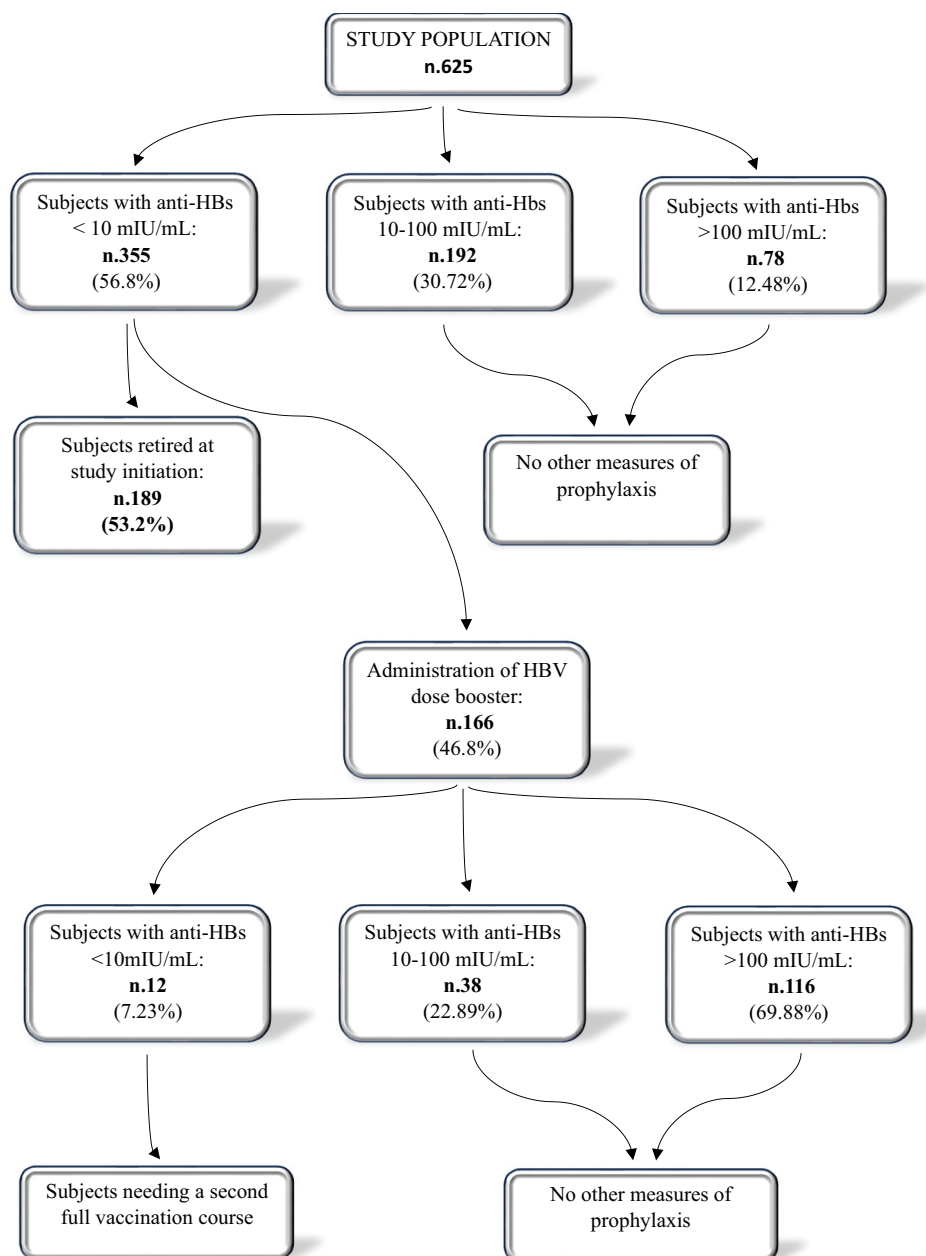 STUDY POPULATION
n.625
Subjects with anti-HBs
< 10 mIU/mL:
n.355
(56.8%)
Subjects with anti-Hbs
10-100 mIU/mL:
n.192
(30.72%)
Subjects with anti-Hbs
>100 mIU/mL:
n.78
(12.48%)
Subjects retired at
study initiation:
n.189
(53.2%)
No other measures of
prophylaxis
Administration of HBV
dose booster:
n.166
(46.8%)
Subjects with anti-HBs
<10mIU/mL:
n.12
(7.23%)
Subjects with anti-HBs
10-100 mIU/mL:
n.38
(22.89%)
Subjects with anti-HBs
>100 mIU/mL:
n.116
(69.88%)
Subjects needing a second
full vaccination course
No other measures of
prophylaxis